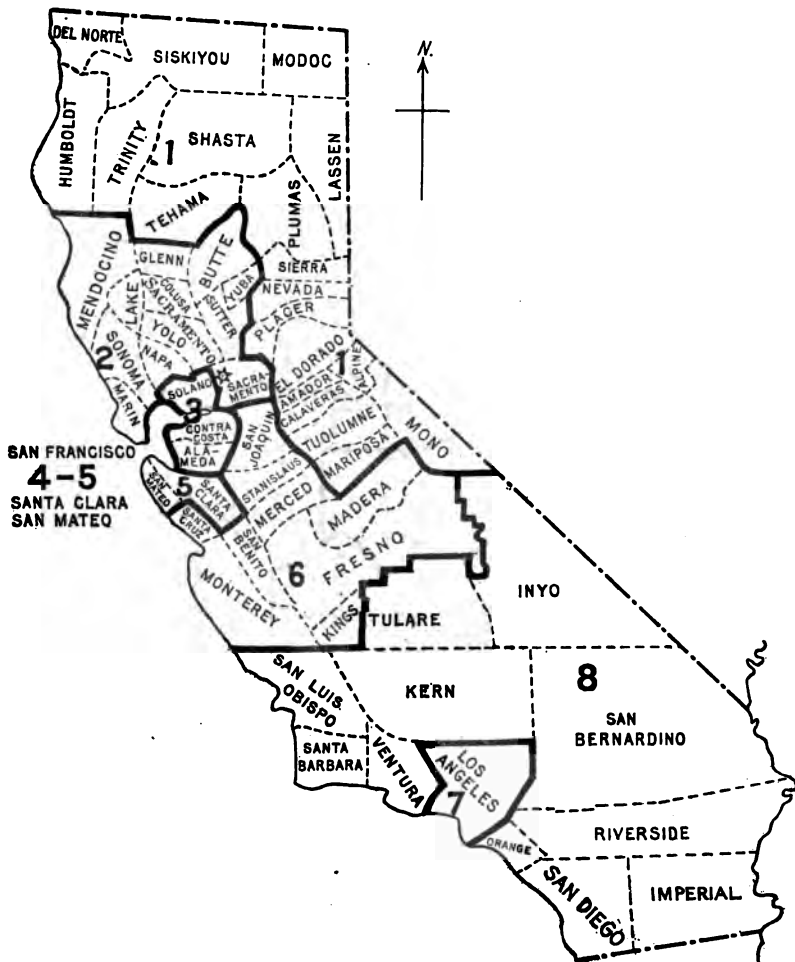 N.
DEL NORTE
SISKIYOU
MODOC
HUMBOLDT
TRINITY
1
SHASTA
LASSEN
TEHAMA
PLUMAS
MENDOCINO
GLENN
BUTTE
SIERRA
LAKE
COLUSA
SACRAMENTO
SUTTER
YUBA
NEVADA
PLACER
YOLO
2
SONOMA
NAPA
MARIN
SOLANO
3
SACRA-
MENTO
EL DORADO
1
ALPINE
AMADOR
CALAVERAS
CONTRA
COSTA
ALA-
MEDA
SAN
JOAQUIN
TUOLUMNE
MONO
SAN FRANCISCO
4-5
SANTA CLARA
SAN MATEO
SAN
MATEO
5
SANTA
CLARA
SANTA
CRUZ
STANISLAUS
MARIPOSA
MERCED
MADERA
SAN
BENITO
6
FRESNO
MONTEREY
KINGS
TULARE
INYO
SAN LUIS
OBISPO
KERN
8
SAN
BERNARDINO
SANTA
BARBARA
VENTURA
LOS
ANGELES
7
ORANGE
RIVERSIDE
SAN DIEGO
IMPERIAL